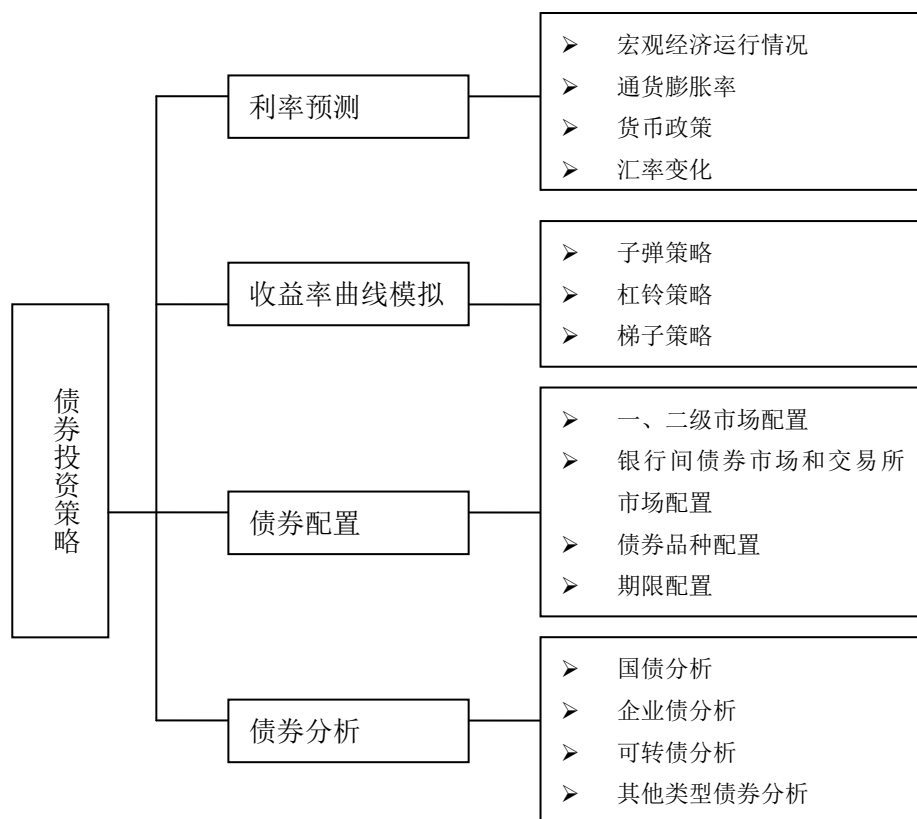 债券投资策略
利率预测
➢ 宏观经济运行情况
➢ 通货膨胀率
➢ 货币政策
➢ 汇率变化
收益率曲线模拟
➢ 子弹策略
➢ 杠铃策略
➢ 梯子策略
债券配置
➢ 一、二级市场配置
➢ 银行间债券市场和交易所
市场配置
➢ 债券品种配置
➢ 期限配置
债券分析
➢ 国债分析
➢ 企业债分析
➢ 可转债分析
➢ 其他类型债券分析